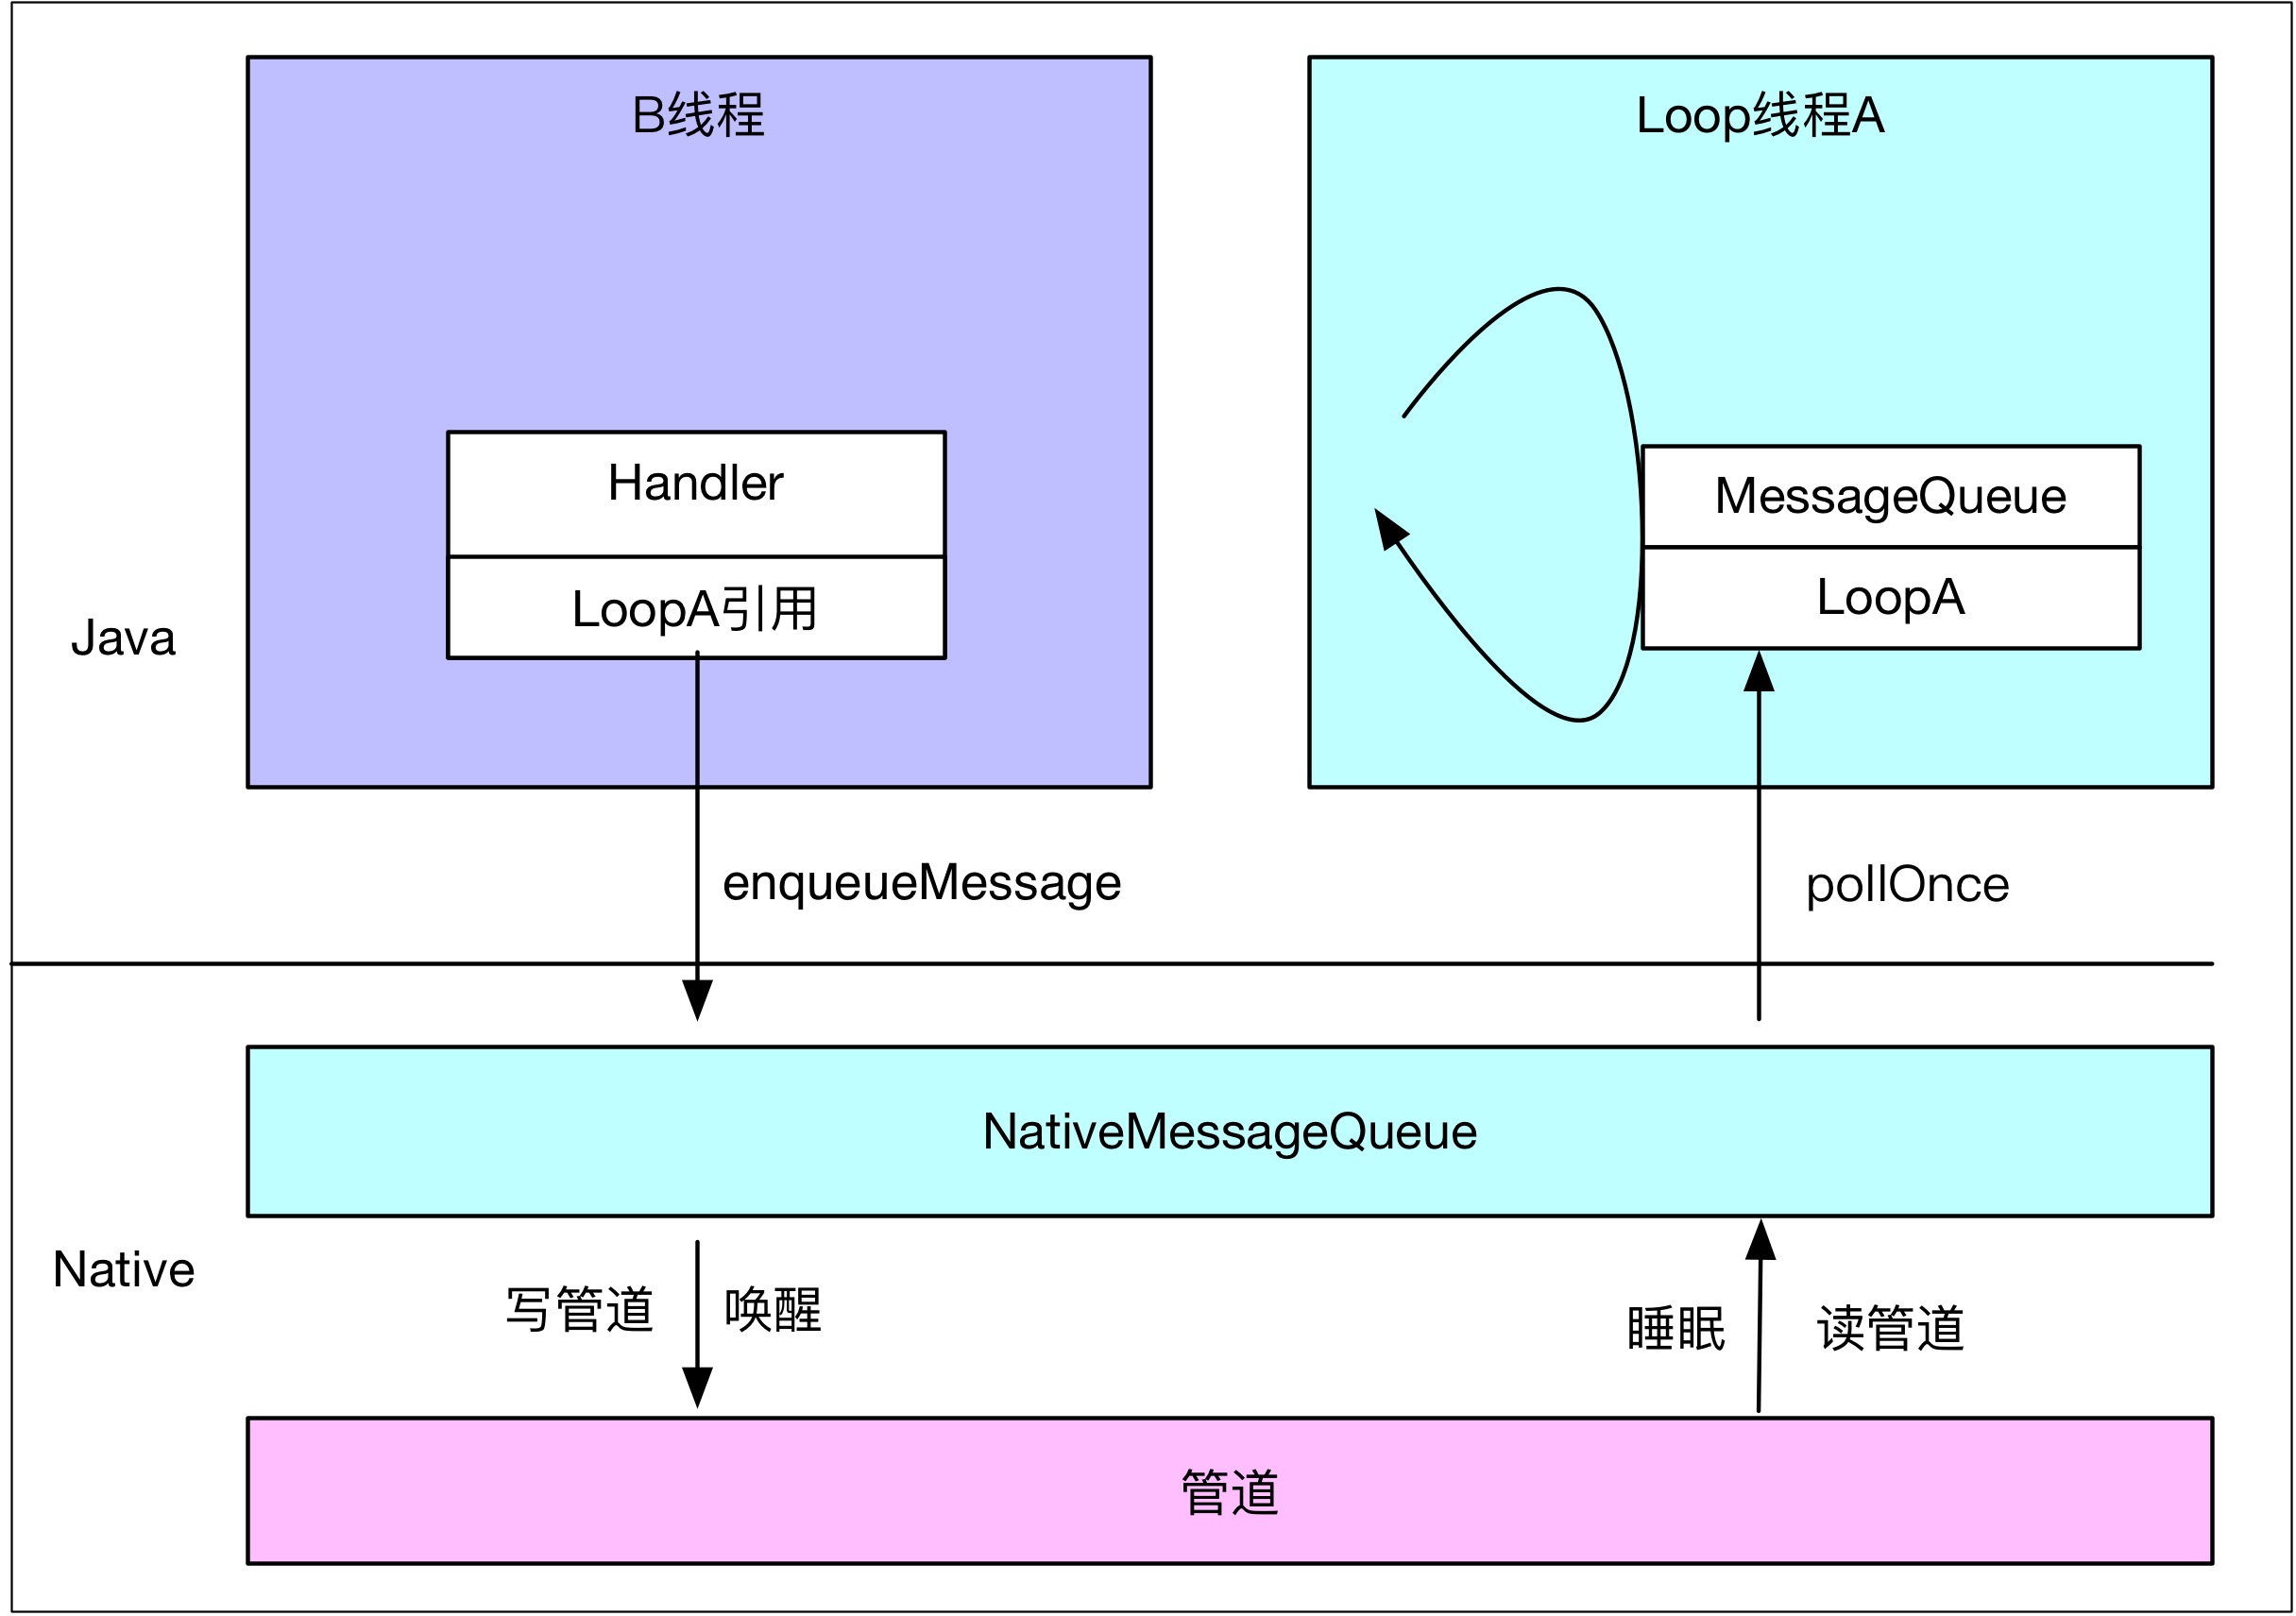 B线程
Loop线程A
Handler
MessageQueue
LoopA引用
LoopA
Java
enqueueMessage
pollOnce
NativeMessageQueue
Native
写管道
唤醒
睡眠
读管道
管道